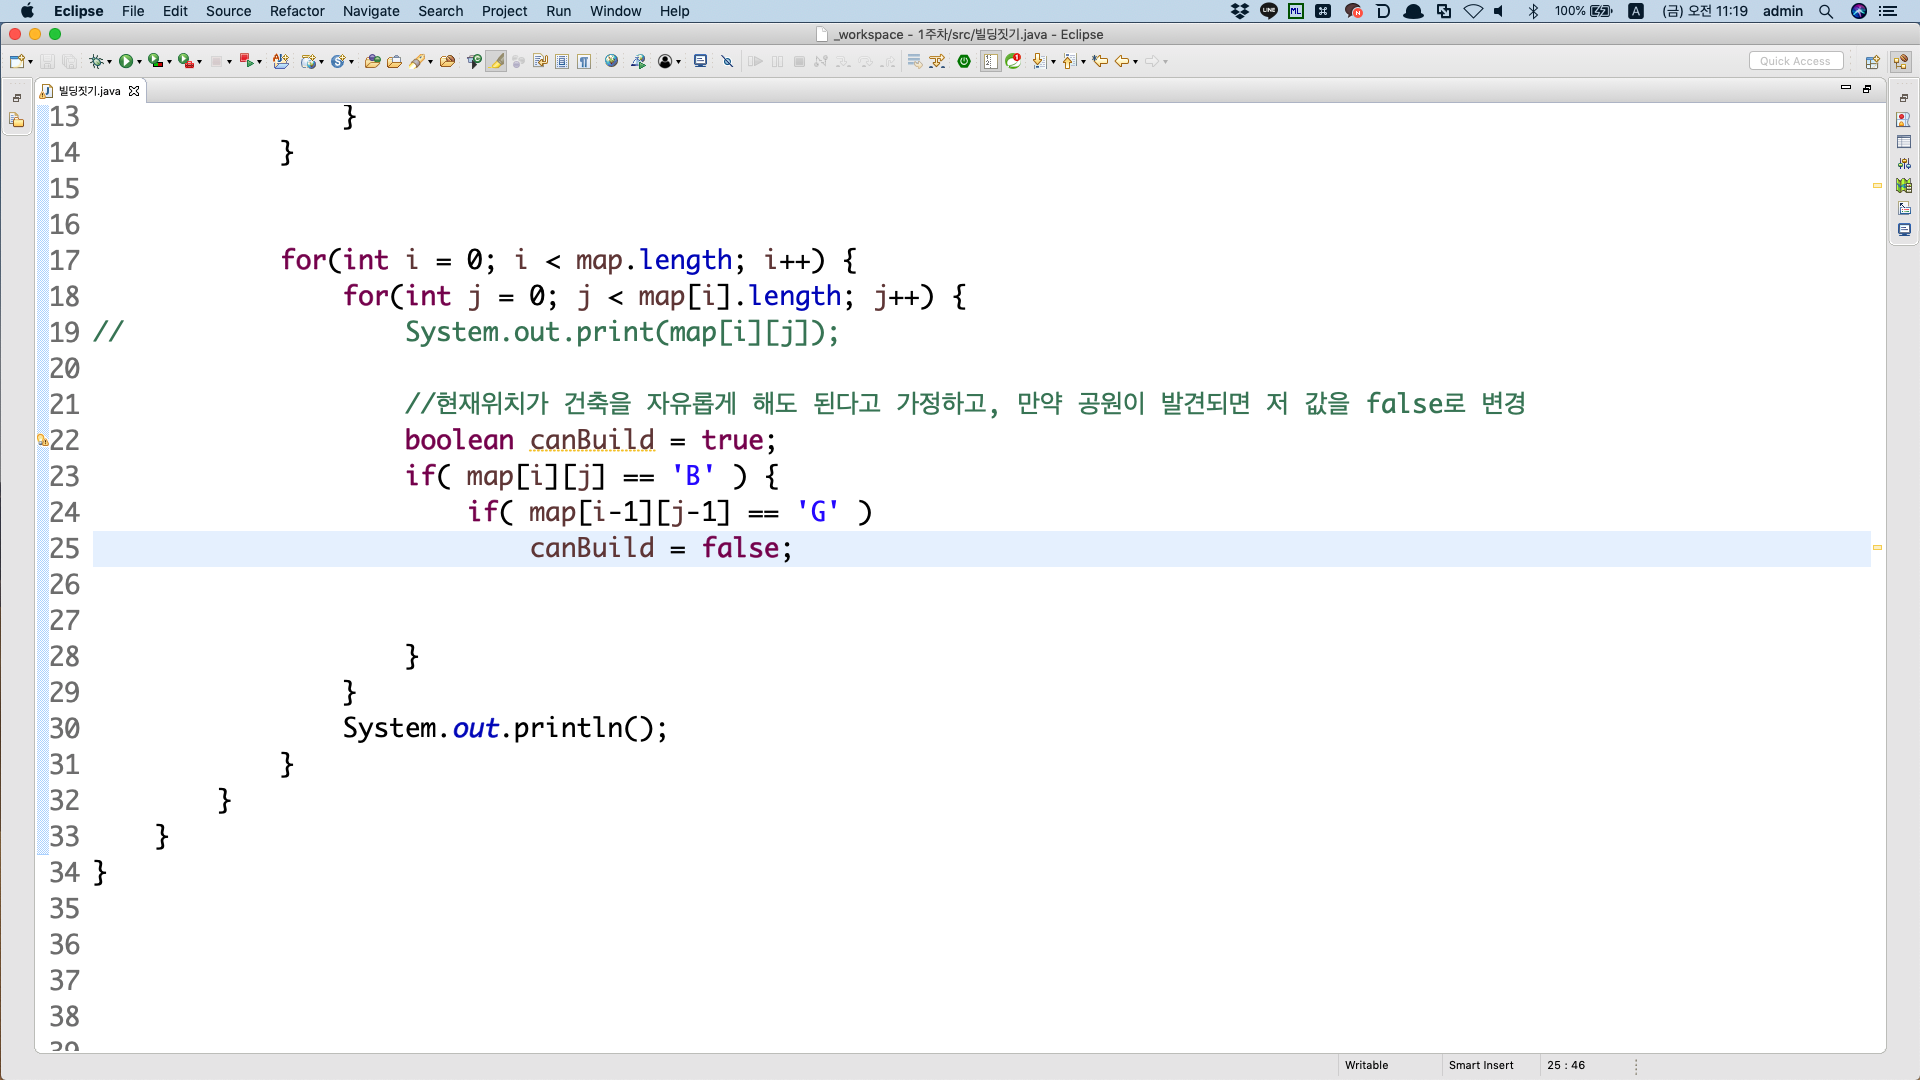 Eclipse File Edit Source Refactor Navigate Search Project Run Window Help 100% A (금) 오전 11:19 admin
_workspace - 1주차/src/빌딩짓기.java - Eclipse
Quick Access
빌딩짓기.java
13 }
14 }
15
16
17 for(int i = 0; i < map.length; i++) {
18 for(int j = 0; j < map[i].length; j++) {
19 // System.out.print(map[i][j]);
20
21 //현재위치가 건축을 자유롭게 해도 된다고 가정하고, 만약 공원이 발견되면 저 값을 false로 변경
22 boolean canBuild = true;
23 if( map[i][j] == 'B' ) {
24 if( map[i-1][j-1] == 'G' )
25 canBuild = false;
26
27
28 }
29 }
30 System.out.println();
31 }
32 }
33 }
34 }
35
36
37
38
39
Writable Smart Insert 25 : 46